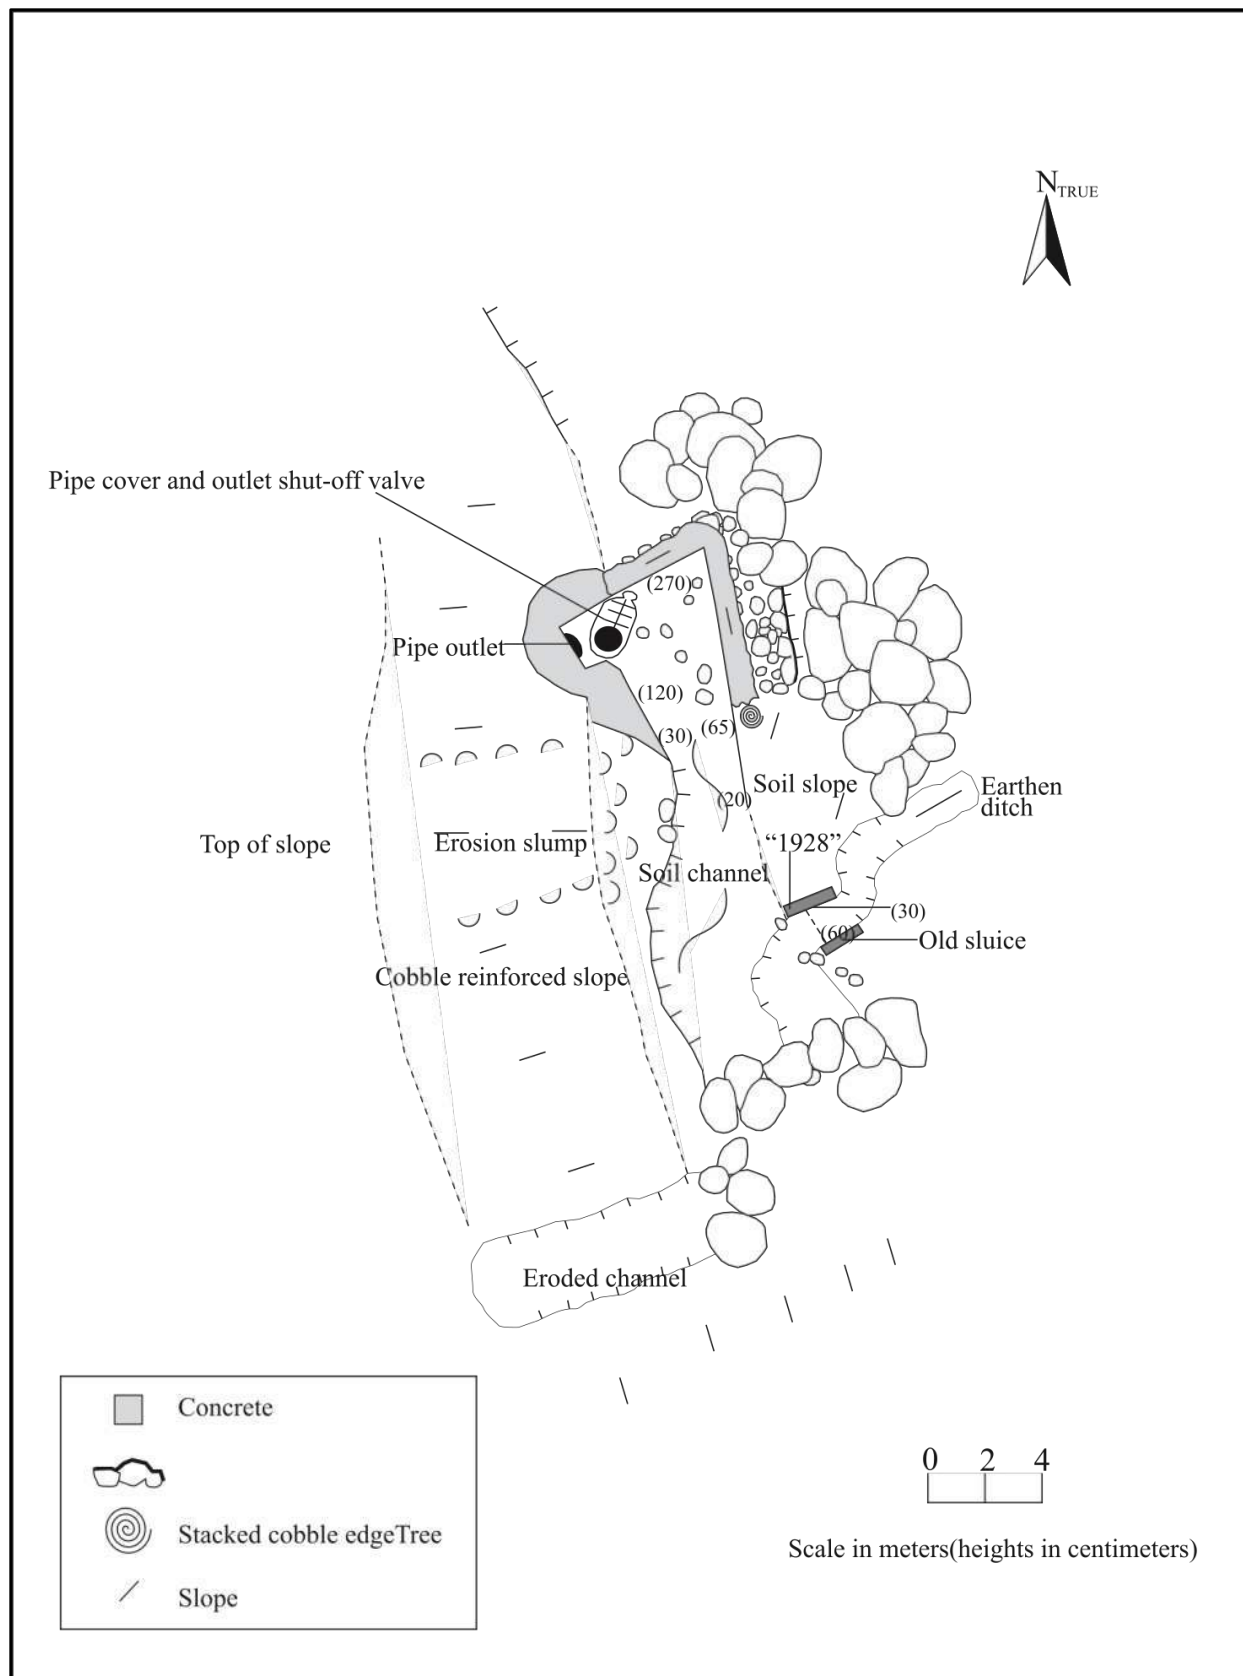 N TRUE
Pipe cover and outlet shut-off valve
(270)
Pipe outlet
(120)
(65)
(30)
Soil slope
Earthen
ditch
(20)
Top of slope
Erosion slump
“1928”
Soil channel
(30)
(60)
Old sluice
Cobble reinforced slope
Eroded channel
Concrete
Stacked cobble edgeTree
Slope
0 2 4
Scale in meters(heights in centimeters)